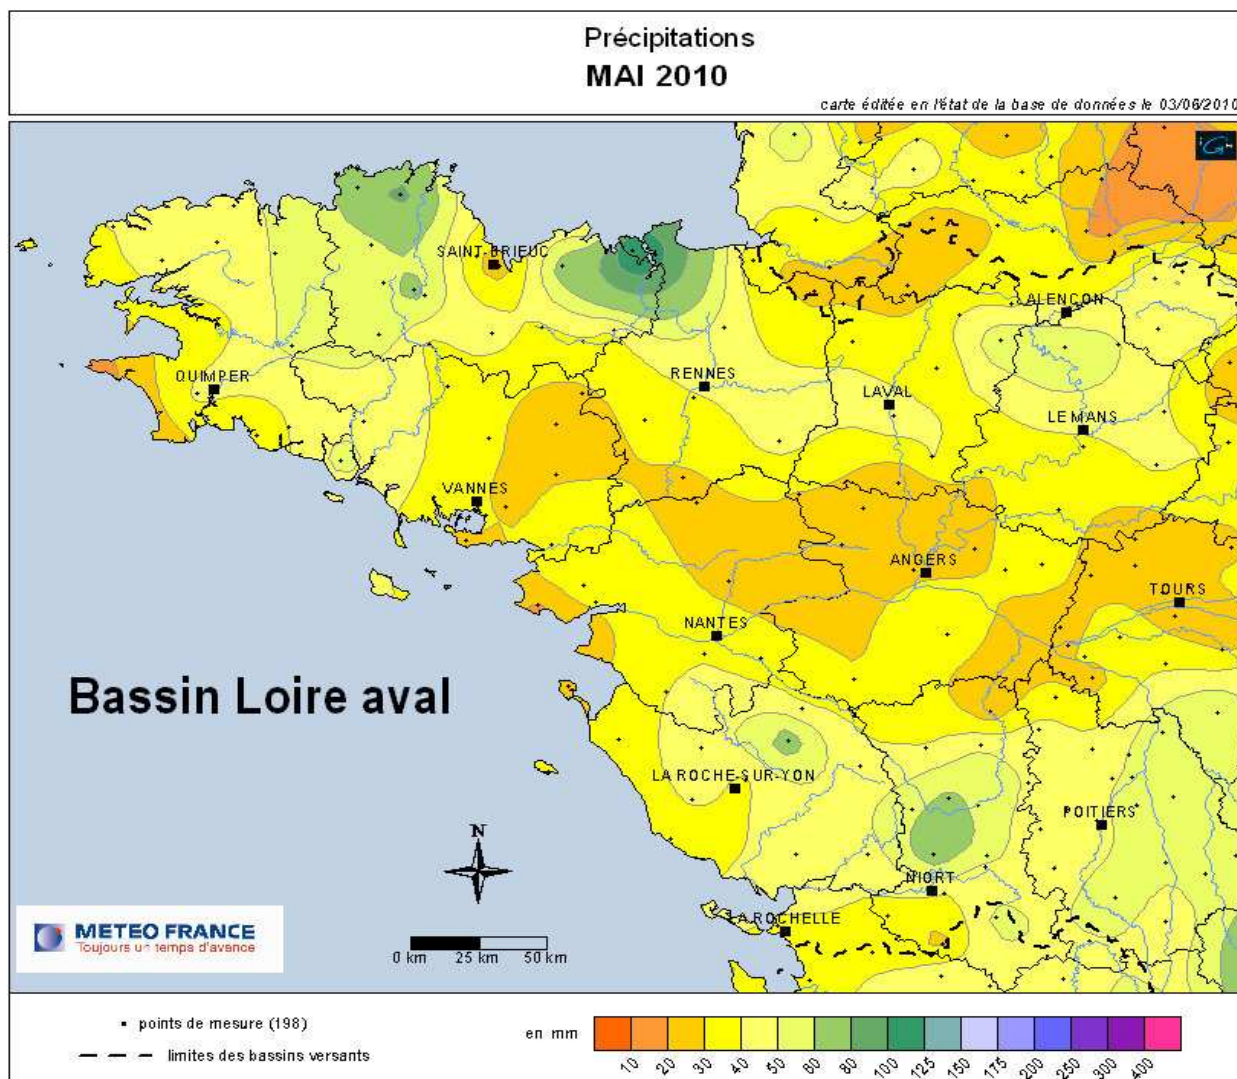 Précipitations
MAI 2010
carte éditée en l'état de la base de données le 03/06/2010
SAINT-BRIEUC
ALENÇON
QUIMPER
RENNES
LAVAL
LE MANS
VANNES
ANGERS
TOURS
NANTES
Bassin Loire aval
LA ROCHE-SUR-YON
POITIERS
N
NIORT
LA ROCHELLE
METEO FRANCE
Toujours un temps d'avance
0 km 25 km 50 km
points de mesure (198)
limites des bassins versants
en mm
10 20 30 40 50 60 80 100 125 150 175 200 250 300 400